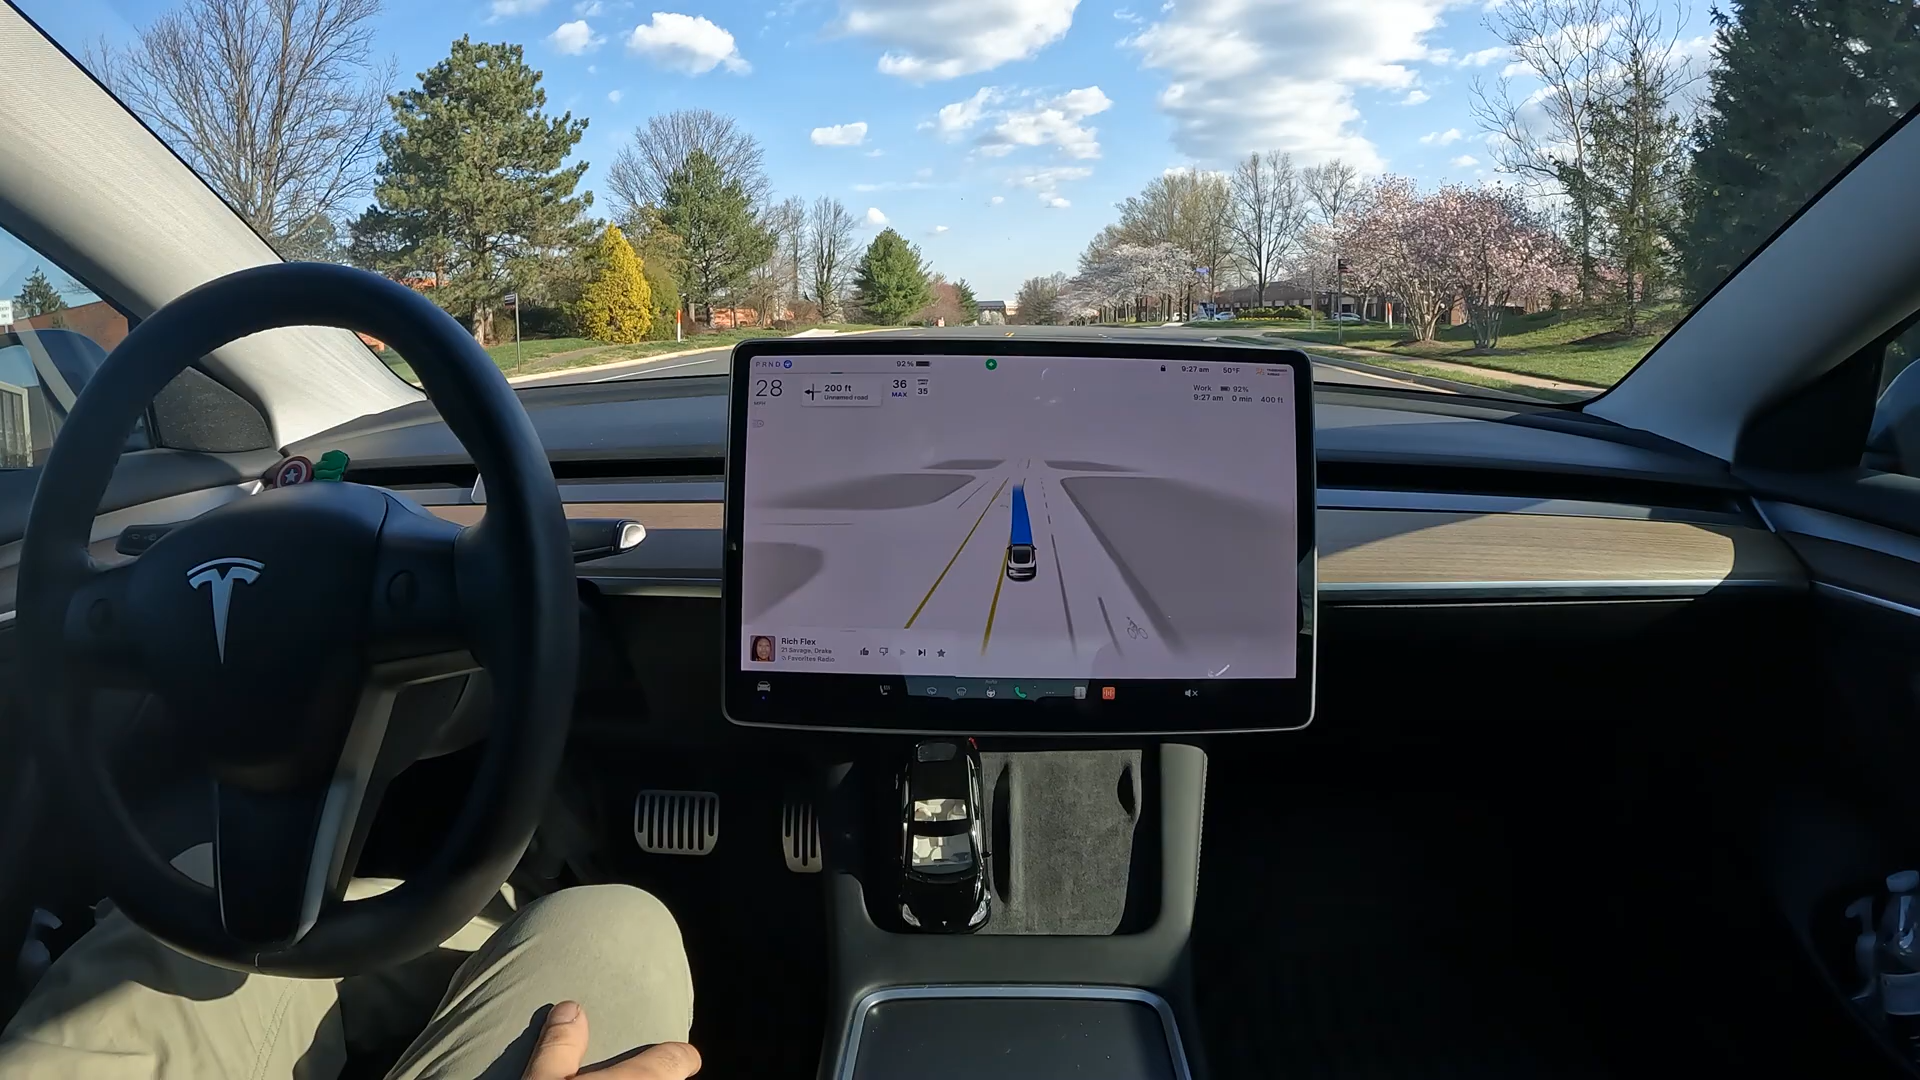 PRND
92%
9:27 am
50°F
28
MPH
200 ft
Unnamed road
36
MAX
35
Work
92%
9:27 am 0 min 400 ft
Rich Flex
21 Savage, Drake
Favorites Radio
Auto